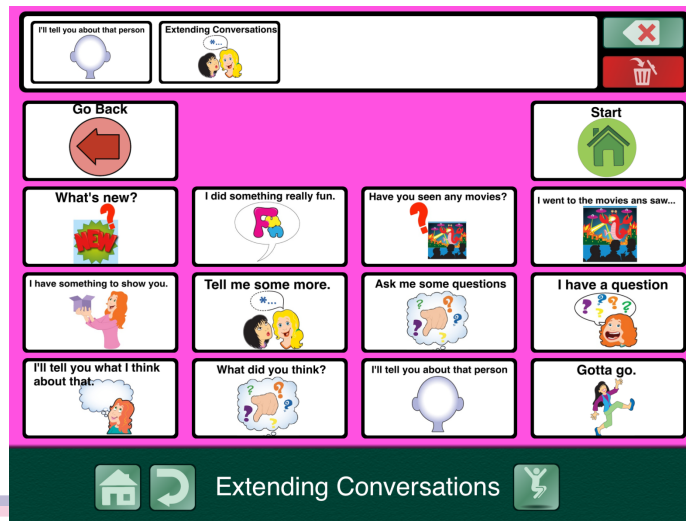 I'll tell you about that person
Extending Conversations
*...
Go Back
Start
What's new?
NEW
I did something really fun.
Fun
Have you seen any movies?
I went to the movies ans saw...
I have something to show you.
Tell me some more.
*...
Ask me some questions
I have a question
I'll tell you what I think
about that.
What did you think?
I'll tell you about that person
Gotta go.
Extending Conversations